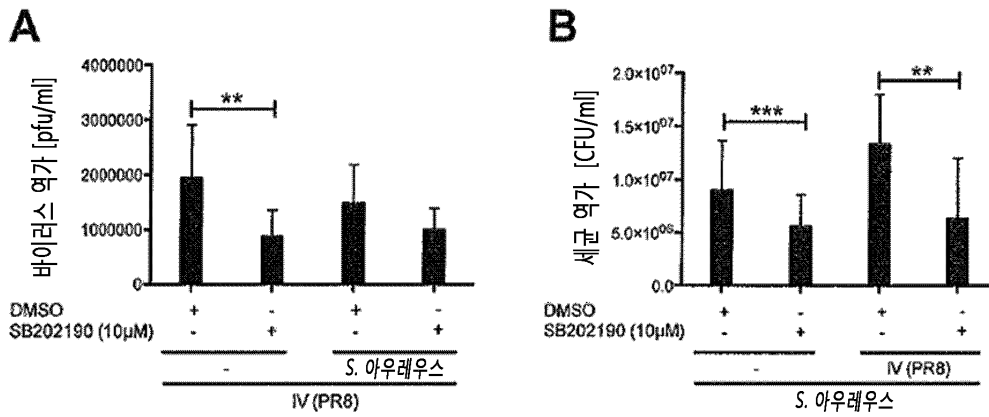 A
바이러스 역가 [pfu/ml]
4000000
3000000
2000000
1000000
0
**
DMSO + - + -
SB202190 (10μM) - + - +
- S. 아우레우스
IV (PR8)
B
세균 역가 [CFU/ml]
2.0×10⁰⁷
1.5×10⁰⁷
1.0×10⁰⁷
5.0×10⁰⁶
0.0
***
**
DMSO + - + -
SB202190 (10μM) - + - +
- IV (PR8)
S. 아우레우스